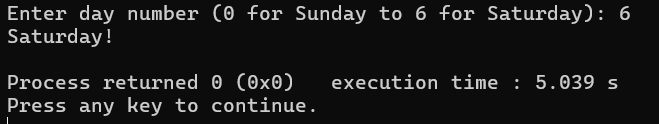 Enter day number (0 for Sunday to 6 for Saturday): 6
Saturday!
Process returned 0 (0x0)   execution time : 5.039 s
Press any key to continue.